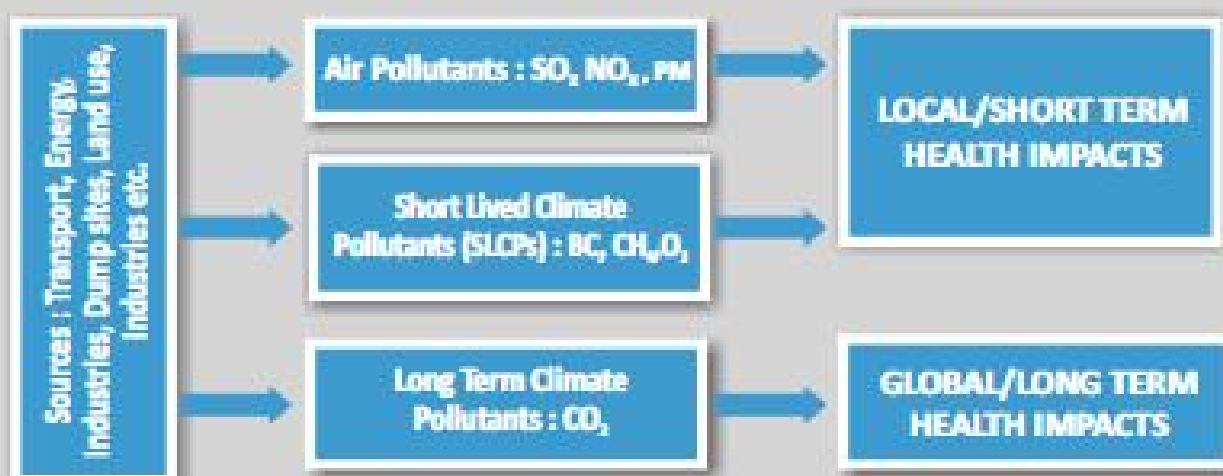 Sources : Transport, Energy,
Industries, Dump sites, Land use,
Industries etc.
Air Pollutants : SO₂ NOₓ, PM
Short Lived Climate
Pollutants (SLCPs) : BC, CH₄,O₃
Long Term Climate
Pollutants : CO₂
LOCAL/SHORT TERM
HEALTH IMPACTS
GLOBAL/LONG TERM
HEALTH IMPACTS